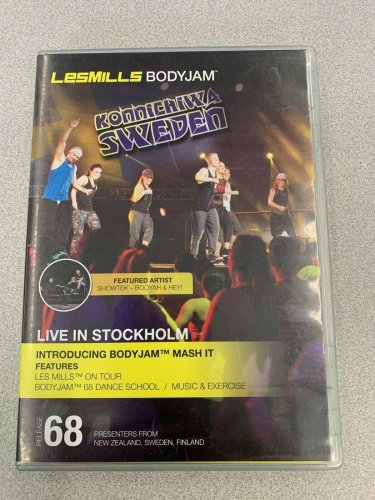 LesMILLS BODYJAM™
KONNICHIWA
SWEDEN
FEATURED ARTIST
SHOWTEK – BOOYAH & HEY!
LIVE IN STOCKHOLM
INTRODUCING BODYJAM™ MASH IT
FEATURES
LES MILLS™ ON TOUR
BODYJAM™ 68 DANCE SCHOOL / MUSIC & EXERCISE
RELEASE
68
PRESENTERS FROM
NEW ZEALAND, SWEDEN, FINLAND